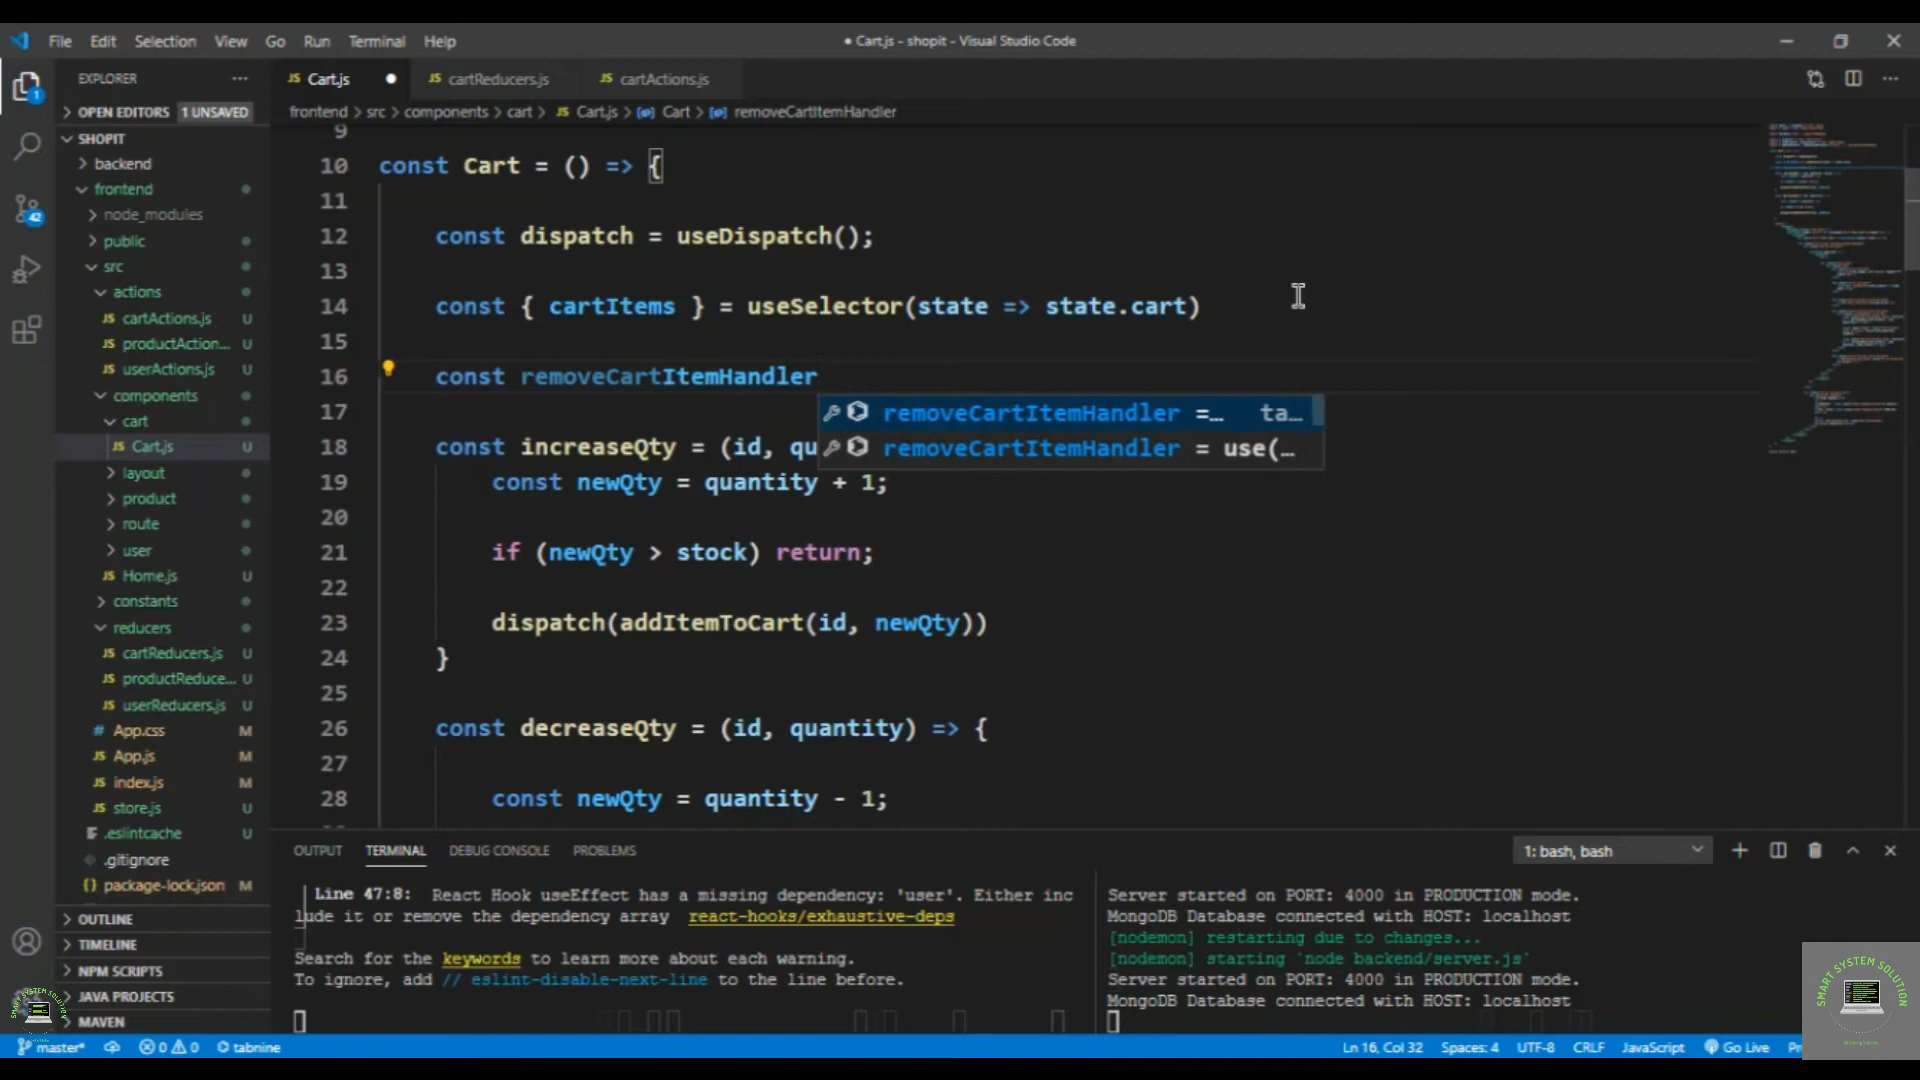 File Edit Selection View Go Run Terminal Help
● Cart.js - shopit - Visual Studio Code
EXPLORER
OPEN EDITORS 1 UNSAVED
SHOPIT
backend
frontend
node_modules
public
src
actions
cartActions.js U
productAction... U
userActions.js U
components
cart
Cart.js U
layout
product
route
user
Home.js U
constants
reducers
cartReducers.js U
productReduce... U
userReducers.js U
App.css M
App.js M
index.js M
store.js U
.eslintcache U
.gitignore
package-lock.json M
OUTLINE
TIMELINE
NPM SCRIPTS
JAVA PROJECTS
MAVEN
1
42
JS Cart.js ● JS cartReducers.js JS cartActions.js
frontend > src > components > cart > JS Cart.js > Cart > removeCartItemHandler
9
10 const Cart = () => {
11
12 const dispatch = useDispatch();
13
14 const { cartItems } = useSelector(state => state.cart)
15
16 const removeCartItemHandler
removeCartItemHandler =… ta…
removeCartItemHandler = use(…
17
18 const increaseQty = (id, qu
19 const newQty = quantity + 1;
20
21 if (newQty > stock) return;
22
23 dispatch(addItemToCart(id, newQty))
24 }
25
26 const decreaseQty = (id, quantity) => {
27
28 const newQty = quantity - 1;
OUTPUT TERMINAL DEBUG CONSOLE PROBLEMS
1: bash, bash
Line 47:8: React Hook useEffect has a missing dependency: 'user'. Either inc
lude it or remove the dependency array react-hooks/exhaustive-deps
Search for the keywords to learn more about each warning.
To ignore, add // eslint-disable-next-line to the line before.
Server started on PORT: 4000 in PRODUCTION mode.
MongoDB Database connected with HOST: localhost
[nodemon] restarting due to changes...
[nodemon] starting `node backend/server.js`
Server started on PORT: 4000 in PRODUCTION mode.
MongoDB Database connected with HOST: localhost
SMART SYSTEM SOLUTION
SMART SYSTEM SOLUTION
master* 0 0 tabnine
Ln 16, Col 32 Spaces: 4 UTF-8 CRLF JavaScript Go Live